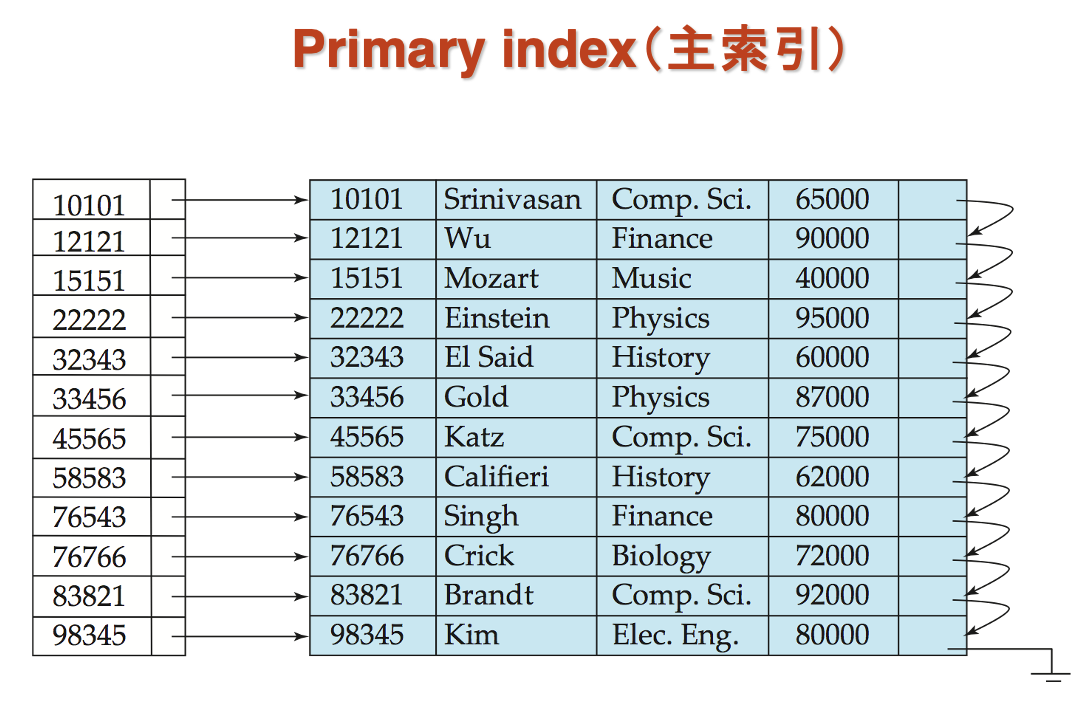 Primary index(主索引)
10101 10101 Srinivasan Comp. Sci. 65000
12121 12121 Wu Finance 90000
15151 15151 Mozart Music 40000
22222 22222 Einstein Physics 95000
32343 32343 El Said History 60000
33456 33456 Gold Physics 87000
45565 45565 Katz Comp. Sci. 75000
58583 58583 Califieri History 62000
76543 76543 Singh Finance 80000
76766 76766 Crick Biology 72000
83821 83821 Brandt Comp. Sci. 92000
98345 98345 Kim Elec. Eng. 80000